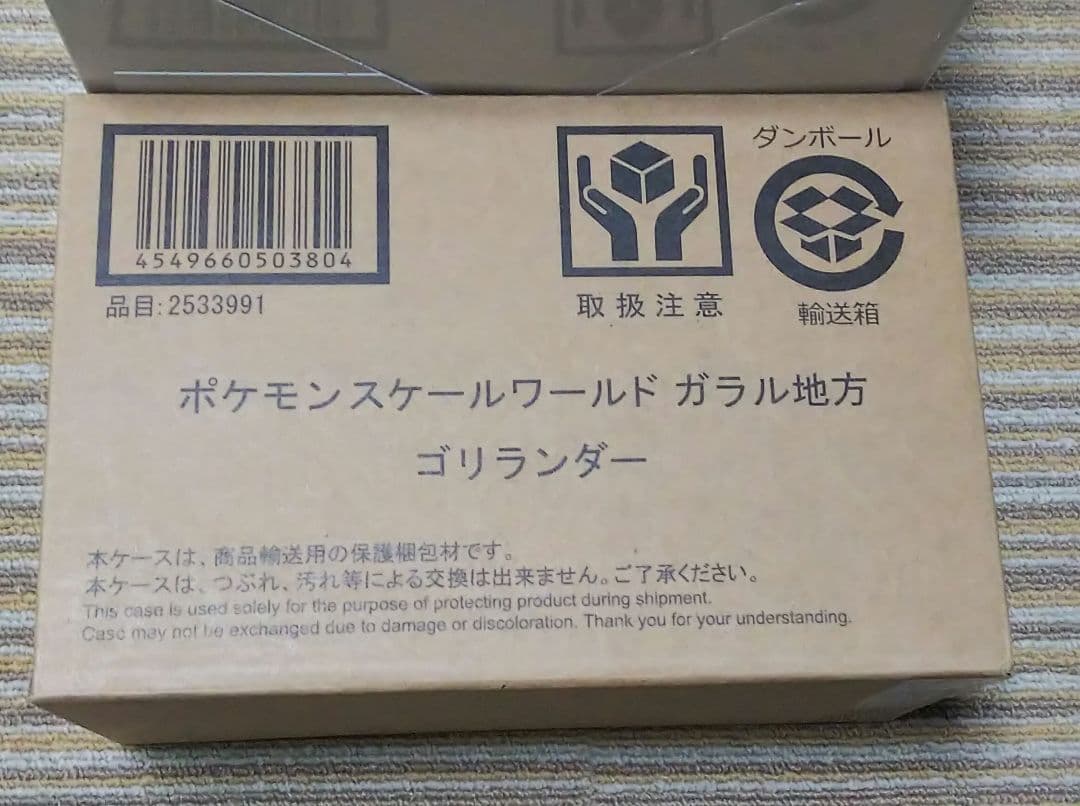 4549660503804
品目:2533991
取扱注意
ダンボール
輸送箱
ポケモンスケールワールド ガラル地方
ゴリランダー
本ケースは、商品輸送用の保護梱包材です。
本ケースは、つぶれ、汚れ等による交換は出来ません。ご了承ください。
This case is used solely for the purpose of protecting product during shipment.
Case may not be exchanged due to damage or discoloration. Thank you for your understanding.